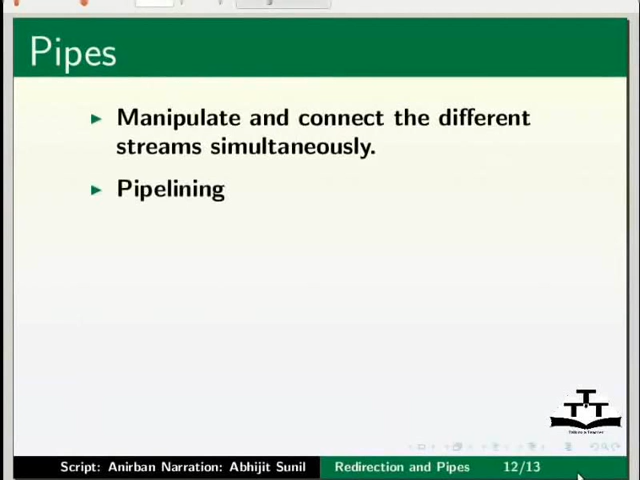 Pipes
Manipulate and connect the different
streams simultaneously.
Pipelining
TTT
Script: Anirban Narration: Abhijit Sunil Redirection and Pipes 12/13